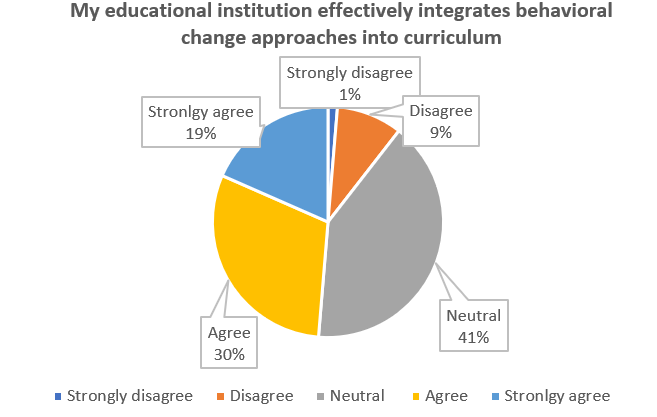 My educational institution effectively integrates behavioral
change approaches into curriculum
Strongly disagree
1%
Disagree
9%
Stronlgy agree
19%
Neutral
41%
Agree
30%
Strongly disagree
Disagree
Neutral
Agree
Stronlgy agree